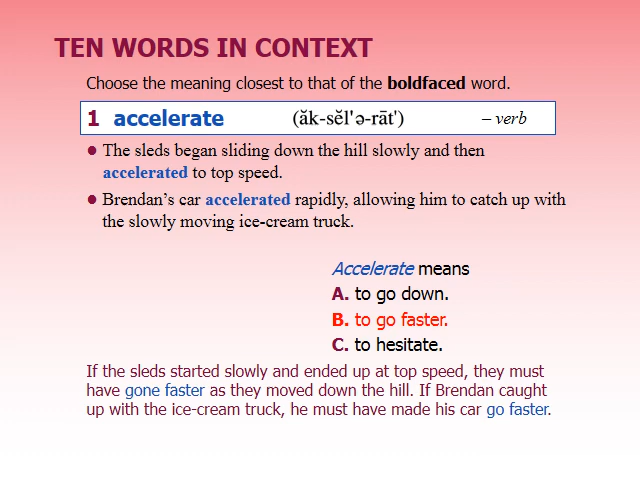 TEN WORDS IN CONTEXT
Choose the meaning closest to that of the boldfaced word.
1 accelerate (ăk-sĕl'ə-rāt') – verb
• The sleds began sliding down the hill slowly and then
accelerated to top speed.
• Brendan’s car accelerated rapidly, allowing him to catch up with
the slowly moving ice-cream truck.
Accelerate means
A. to go down.
B. to go faster.
C. to hesitate.
If the sleds started slowly and ended up at top speed, they must
have gone faster as they moved down the hill. If Brendan caught
up with the ice-cream truck, he must have made his car go faster.